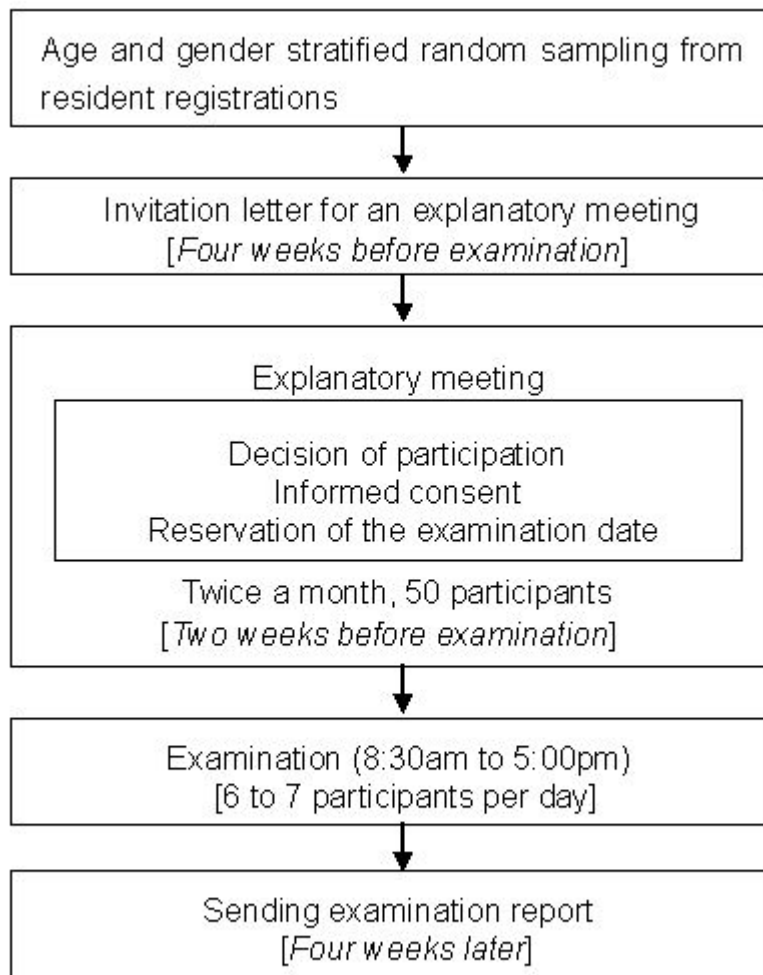 Age and gender stratified random sampling from
resident registrations
Invitation letter for an explanatory meeting
[Four weeks before examination]
Explanatory meeting
Decision of participation
Informed consent
Reservation of the examination date
Twice a month, 50 participants
[Two weeks before examination]
Examination (8:30am to 5:00pm)
[6 to 7 participants per day]
Sending examination report
[Four weeks later]